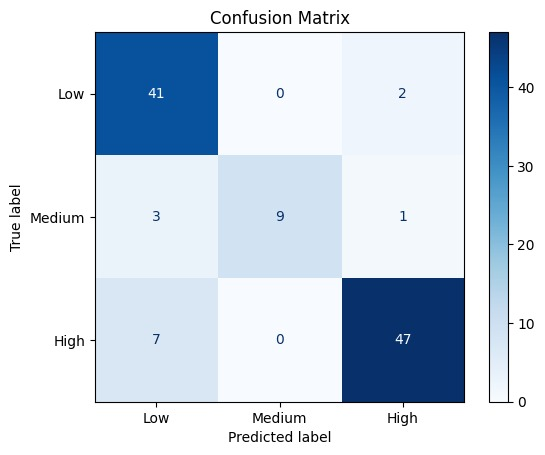 Confusion Matrix
Low 41 0 2
Medium 3 9 1
High 7 0 47
Low Medium High
Predicted label
True label
40
30
20
10
0